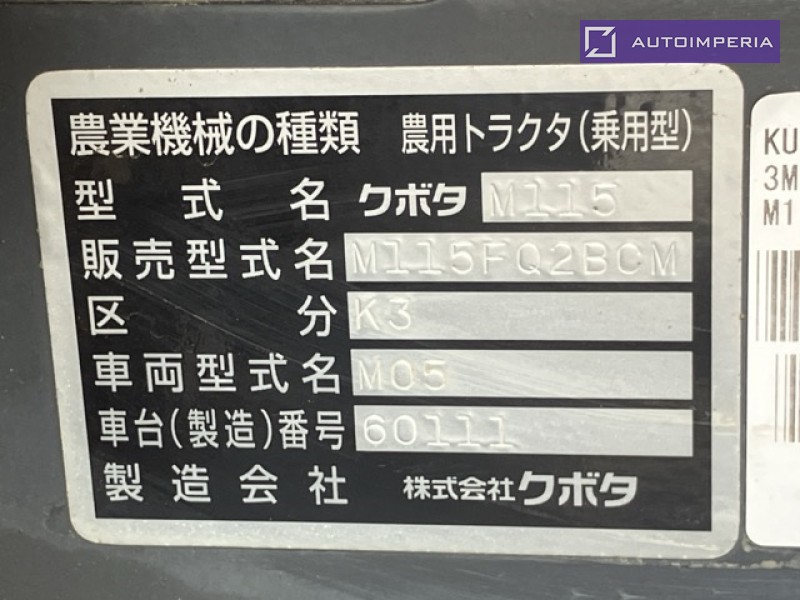 AUTOIMPERIA
農業機械の種類 農用トラクタ(乗用型)
型式名 クボタ M115
販売型式名 M115FQ2BCM
区分 K3
車両型式名 M05
車台(製造)番号 60111
製造会社 株式会社クボタ
KU
3M
M1